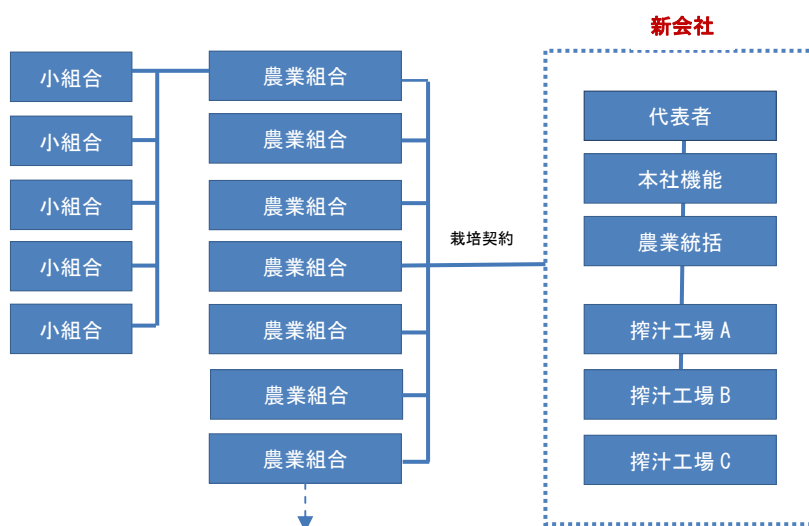 新会社
小組合
小組合
小組合
小組合
小組合
農業組合
農業組合
農業組合
農業組合
農業組合
農業組合
農業組合
栽培契約
代表者
本社機能
農業統括
搾汁工場 A
搾汁工場 B
搾汁工場 C